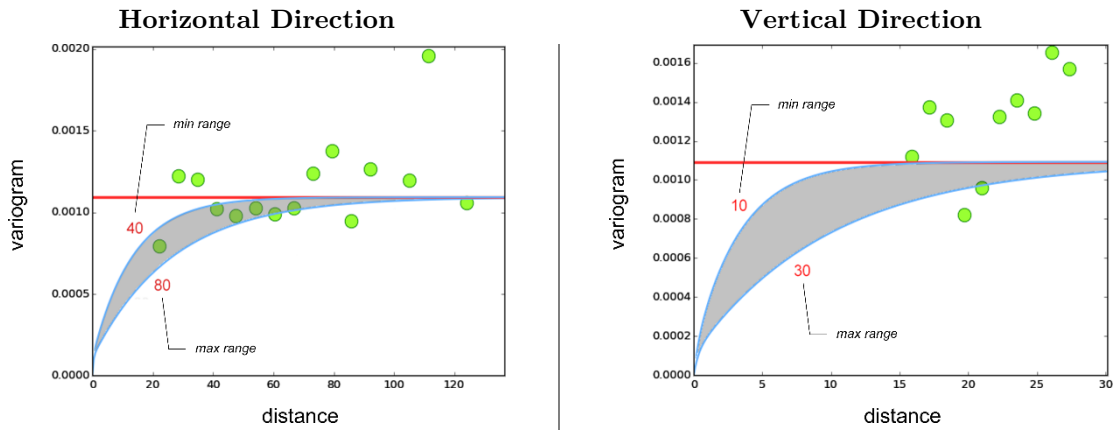 Horizontal Direction
0.0020
0.0015
0.0010
0.0005
0.0000
variogram
min range
40
80
max range
0 20 40 60 80 100 120
distance
Vertical Direction
0.0016
0.0014
0.0012
0.0010
0.0008
0.0006
0.0004
0.0002
0.0000
variogram
min range
10
30
max range
0 5 10 15 20 25 30
distance